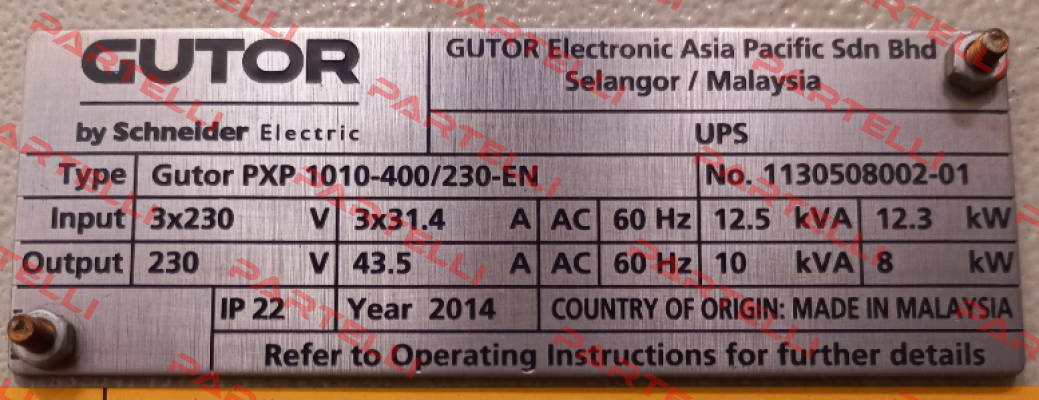 GUTOR
by Schneider Electric
GUTOR Electronic Asia Pacific Sdn Bhd
Selangor / Malaysia
UPS
Type Gutor PXP 1010-400/230-EN No. 1130508002-01
Input 3x230 V 3x31.4 A AC 60 Hz 12.5 kVA 12.3 kW
Output 230 V 43.5 A AC 60 Hz 10 kVA 8 kW
IP 22 Year 2014 COUNTRY OF ORIGIN: MADE IN MALAYSIA
Refer to Operating Instructions for further details
PARTELLI